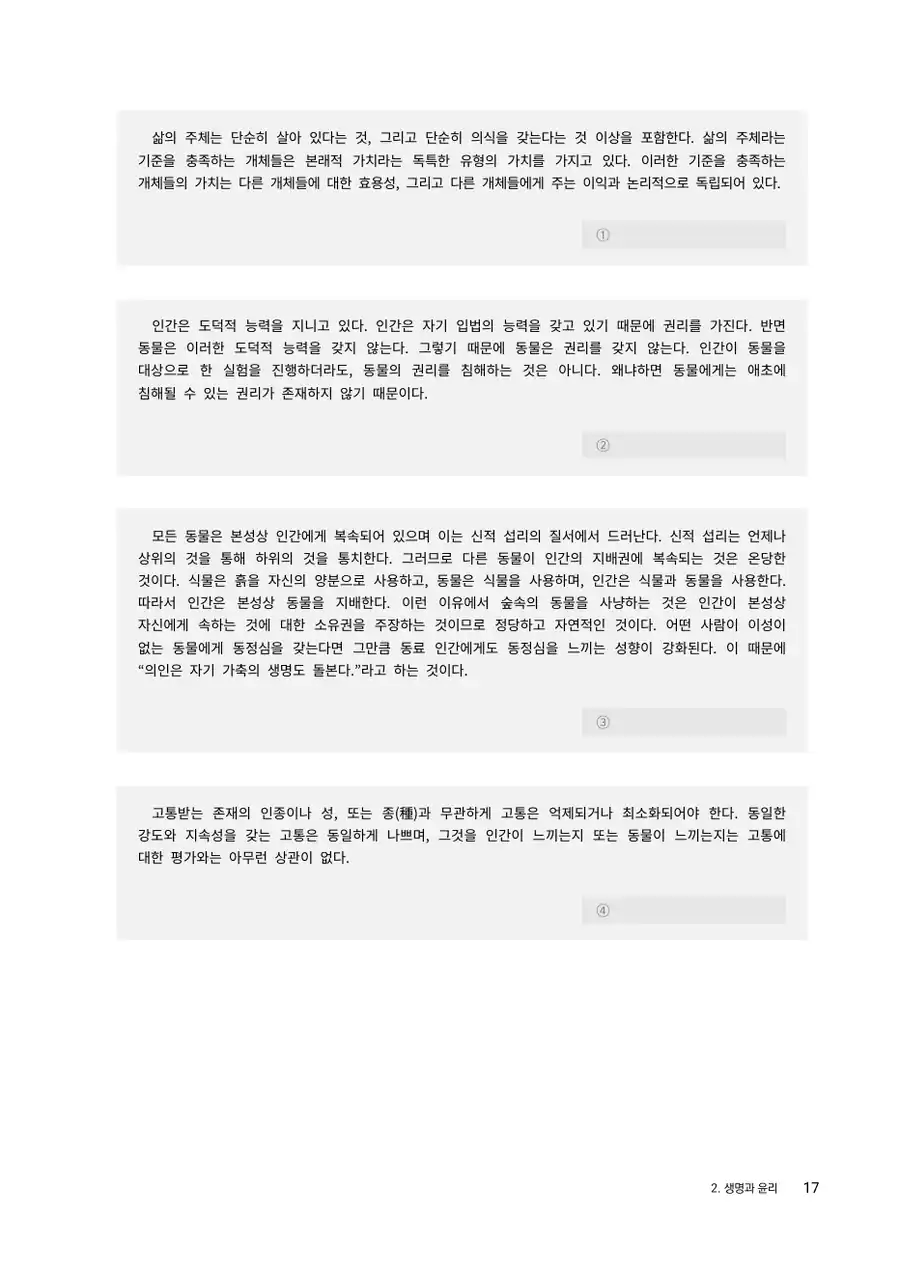 삶의 주체는 단순히 살아 있다는 것, 그리고 단순히 의식을 갖는다는 것 이상을 포함한다. 삶의 주체라는
기준을 충족하는 개체들은 본래적 가치라는 독특한 유형의 가치를 가지고 있다. 이러한 기준을 충족하는
개체들의 가치는 다른 개체들에 대한 효용성, 그리고 다른 개체들에게 주는 이익과 논리적으로 독립되어 있다.
①
인간은 도덕적 능력을 지니고 있다. 인간은 자기 입법의 능력을 갖고 있기 때문에 권리를 가진다. 반면
동물은 이러한 도덕적 능력을 갖지 않는다. 그렇기 때문에 동물은 권리를 갖지 않는다. 인간이 동물을
대상으로 한 실험을 진행하더라도, 동물의 권리를 침해하는 것은 아니다. 왜냐하면 동물에게는 애초에
침해될 수 있는 권리가 존재하지 않기 때문이다.
②
모든 동물은 본성상 인간에게 복속되어 있으며 이는 신적 섭리의 질서에서 드러난다. 신적 섭리는 언제나
상위의 것을 통해 하위의 것을 통치한다. 그러므로 다른 동물이 인간의 지배권에 복속되는 것은 온당한
것이다. 식물은 흙을 자신의 양분으로 사용하고, 동물은 식물을 사용하며, 인간은 식물과 동물을 사용한다.
따라서 인간은 본성상 동물을 지배한다. 이런 이유에서 숲속의 동물을 사냥하는 것은 인간이 본성상
자신에게 속하는 것에 대한 소유권을 주장하는 것이므로 정당하고 자연적인 것이다. 어떤 사람이 이성이
없는 동물에게 동정심을 갖는다면 그만큼 동료 인간에게도 동정심을 느끼는 성향이 강화된다. 이 때문에
“의인은 자기 가축의 생명도 돌본다.”라고 하는 것이다.
③
고통받는 존재의 인종이나 성, 또는 종(種)과 무관하게 고통은 억제되거나 최소화되어야 한다. 동일한
강도와 지속성을 갖는 고통은 동일하게 나쁘며, 그것을 인간이 느끼는지 또는 동물이 느끼는지는 고통에
대한 평가와는 아무런 상관이 없다.
④
2. 생명과 윤리 17